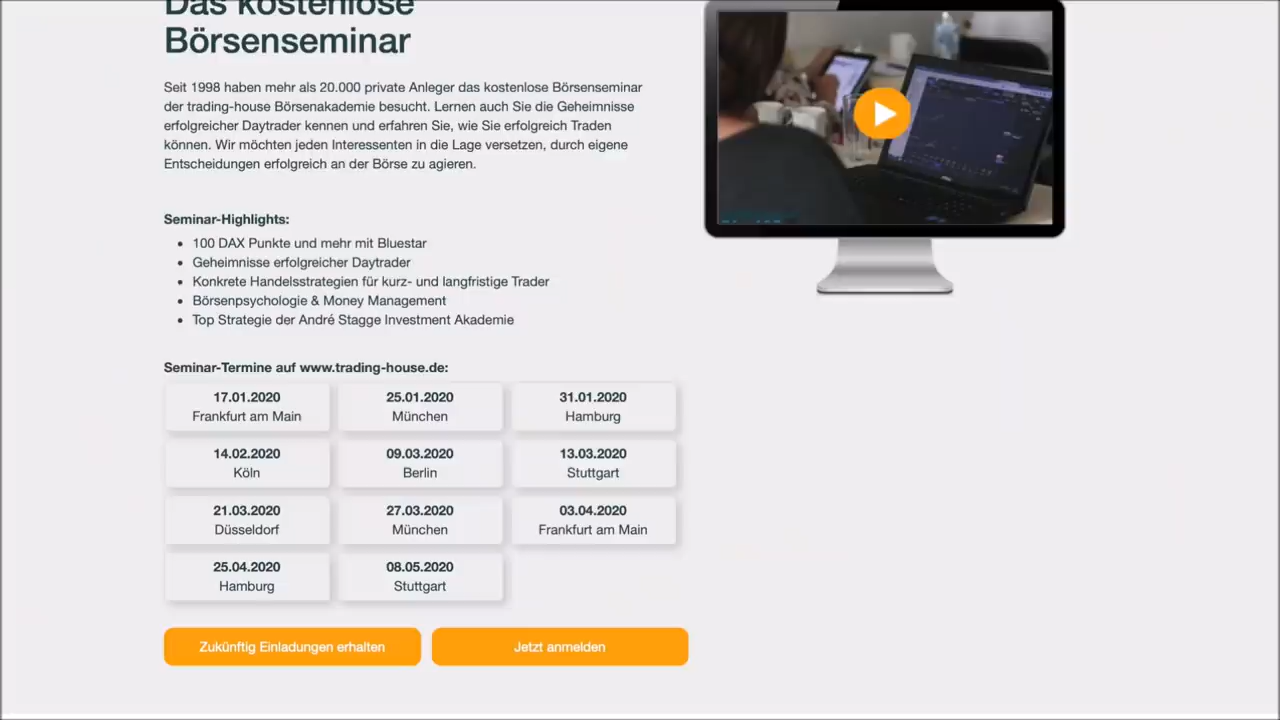 Das kostenlose
Börsenseminar
Seit 1998 haben mehr als 20.000 private Anleger das kostenlose Börsenseminar
der trading-house Börsenakademie besucht. Lernen auch Sie die Geheimnisse
erfolgreicher Daytrader kennen und erfahren Sie, wie Sie erfolgreich Traden
können. Wir möchten jeden Interessenten in die Lage versetzen, durch eigene
Entscheidungen erfolgreich an der Börse zu agieren.
Seminar-Highlights:
• 100 DAX Punkte und mehr mit Bluestar
• Geheimnisse erfolgreicher Daytrader
• Konkrete Handelsstrategien für kurz- und langfristige Trader
• Börsenpsychologie & Money Management
• Top Strategie der André Stagge Investment Akademie
Seminar-Termine auf www.trading-house.de:
17.01.2020
Frankfurt am Main
25.01.2020
München
31.01.2020
Hamburg
14.02.2020
Köln
09.03.2020
Berlin
13.03.2020
Stuttgart
21.03.2020
Düsseldorf
27.03.2020
München
03.04.2020
Frankfurt am Main
25.04.2020
Hamburg
08.05.2020
Stuttgart
Zukünftig Einladungen erhalten
Jetzt anmelden